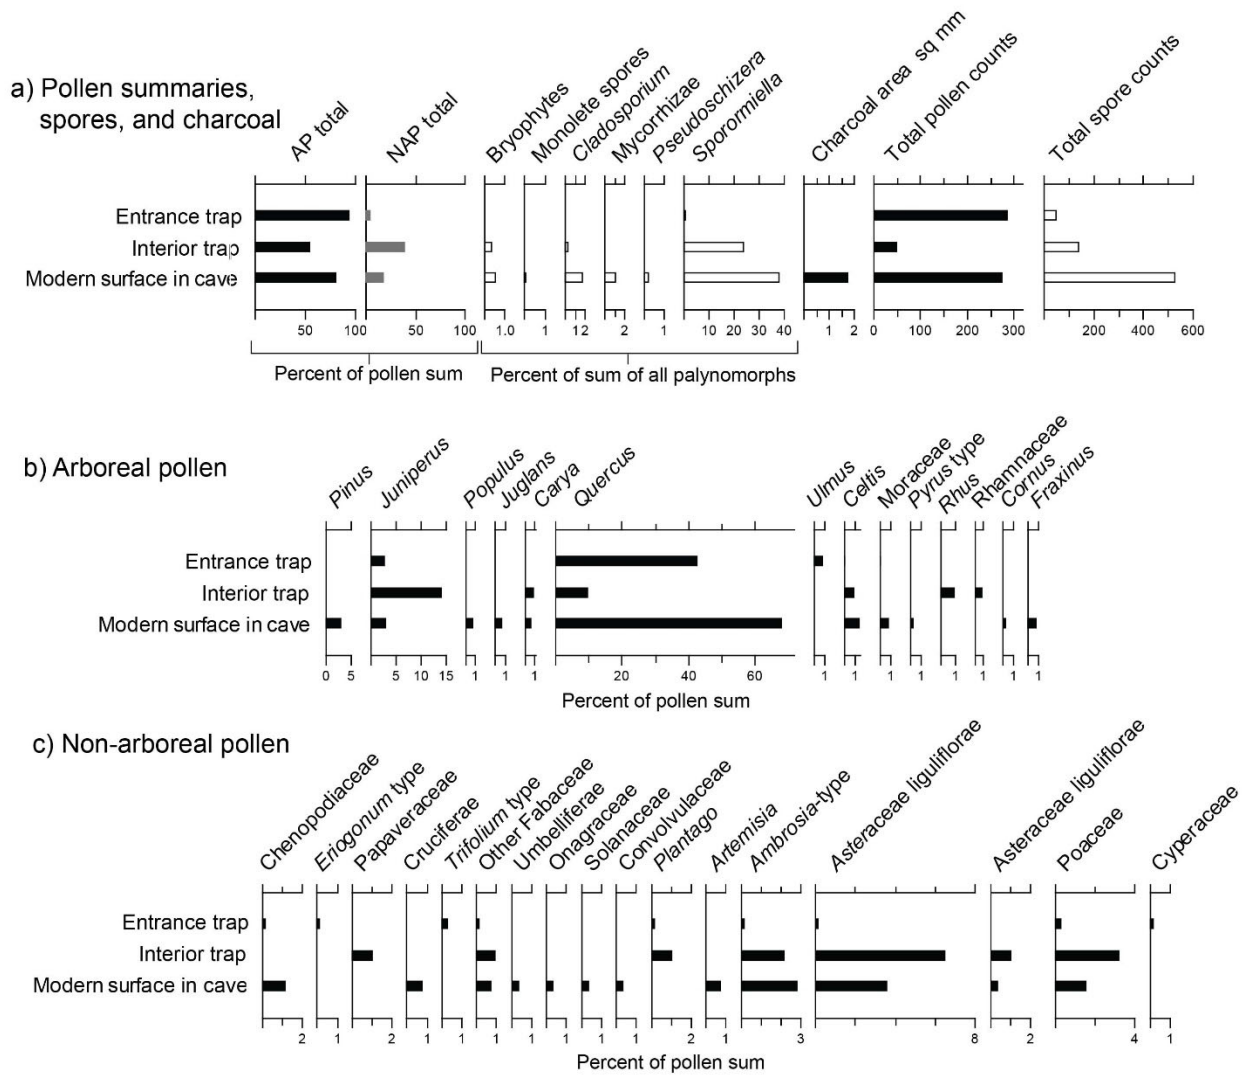 a) Pollen summaries,
spores, and charcoal
AP total
NAP total
Bryophytes
Monolete spores
Cladosporium
Mycorrhizae
Pseudoschizera
Sporormiella
Charcoal area sq mm
Total pollen counts
Total spore counts
Entrance trap
Interior trap
Modern surface in cave
50 100 50 100 1.0 1 1 2 2 1 10 20 30 40 1 2 0 100 200 300 200 400 600
Percent of pollen sum
Percent of sum of all palynomorphs
b) Arboreal pollen
Pinus
Juniperus
Populus
Juglans
Carya
Quercus
Ulmus
Celtis
Moraceae
Pyrus type
Rhus
Rhamnaceae
Cornus
Fraxinus
Entrance trap
Interior trap
Modern surface in cave
0 5 0 5 10 15 1 1 1 20 40 60 1 1 1 1 1 1 1 1
Percent of pollen sum
c) Non-arboreal pollen
Chenopodiaceae
Eriogonum type
Papaveraceae
Cruciferae
Trifolium type
Other Fabaceae
Umbelliferae
Onagraceae
Solanaceae
Convolvulaceae
Plantago
Artemisia
Ambrosia-type
Asteraceae liguliflorae
Asteraceae liguliflorae
Poaceae
Cyperaceae
Entrance trap
Interior trap
Modern surface in cave
2 1 2 1 1 1 1 1 1 1 2 1 3 8 2 4 1
Percent of pollen sum